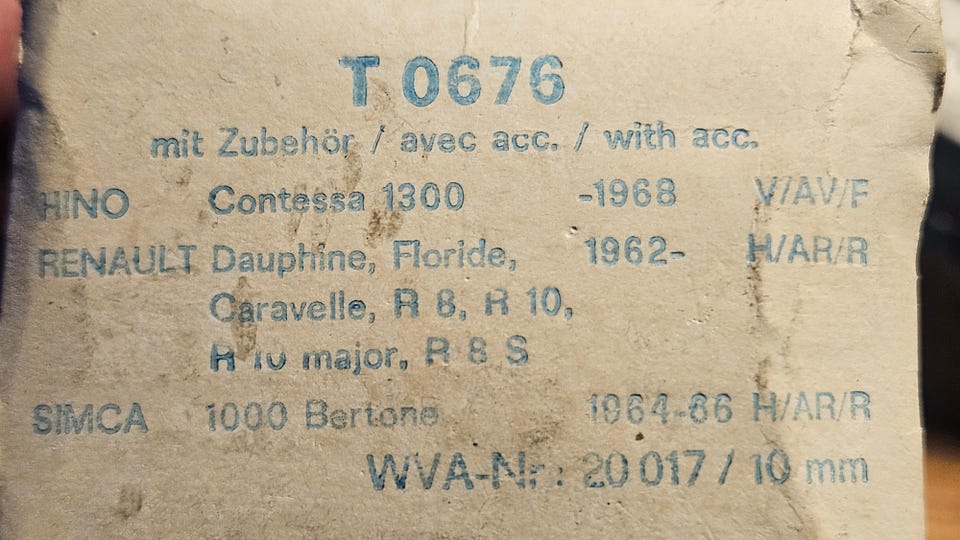 T 0676
mit Zubehör / avec acc. / with acc.
HINO Contessa 1300 -1968 V/AV/F
RENAULT Dauphine, Floride, 1962- H/AR/R
Caravelle, R 8, R 10,
R 10 major, R 8 S
SIMCA 1000 Bertone 1964-66 H/AR/R
WVA-Nr.: 20 017 / 10 mm